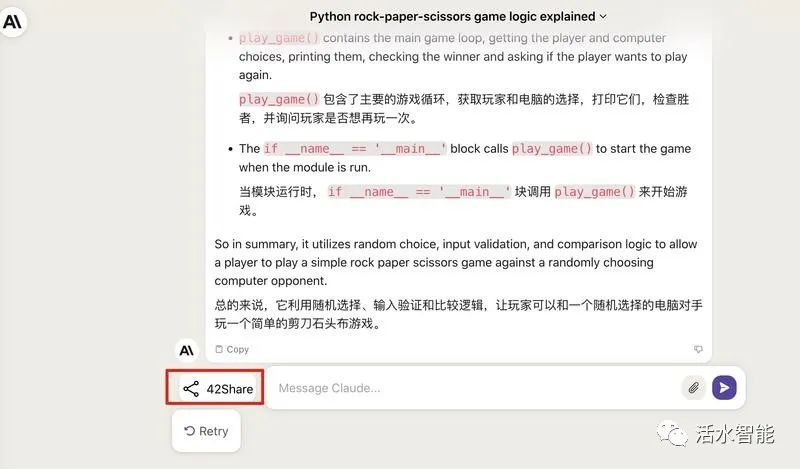 Python rock-paper-scissors game logic explained
play_game() contains the main game loop, getting the player and computer
choices, printing them, checking the winner and asking if the player wants to play
again.
play_game() 包含了主要的游戏循环，获取玩家和电脑的选择，打印它们，检查胜
者，并询问玩家是否想再玩一次。
The if __name__ == '__main__' block calls play_game() to start the game
when the module is run.
当模块运行时， if __name__ == '__main__' 块调用 play_game() 来开始游
戏。
So in summary, it utilizes random choice, input validation, and comparison logic to allow
a player to play a simple rock paper scissors game against a randomly choosing
computer opponent.
总的来说，它利用随机选择、输入验证和比较逻辑，让玩家可以和一个随机选择的电脑对手
玩一个简单的剪刀石头布游戏。
Copy
42Share
Message Claude...
Retry
活水智能